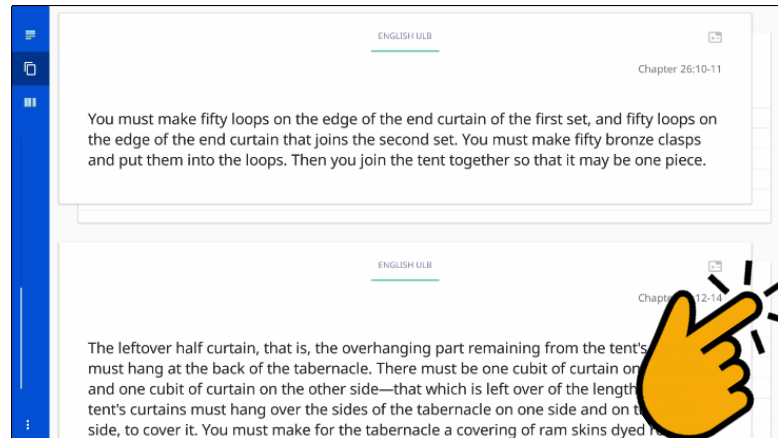 ENGLISH ULB
Chapter 26:10-11
You must make fifty loops on the edge of the end curtain of the first set, and fifty loops on
the edge of the end curtain that joins the second set. You must make fifty bronze clasps
and put them into the loops. Then you join the tent together so that it may be one piece.
ENGLISH ULB
12-14
The leftover half curtain, that is, the overhanging part remaining from the tent's
must hang at the back of the tabernacle. There must be one cubit of curtain on
and one cubit of curtain on the other side—that which is left over of the length
tent's curtains must hang over the sides of the tabernacle on one side and on
side, to cover it. You must make for the tabernacle a covering of ram skins dyed